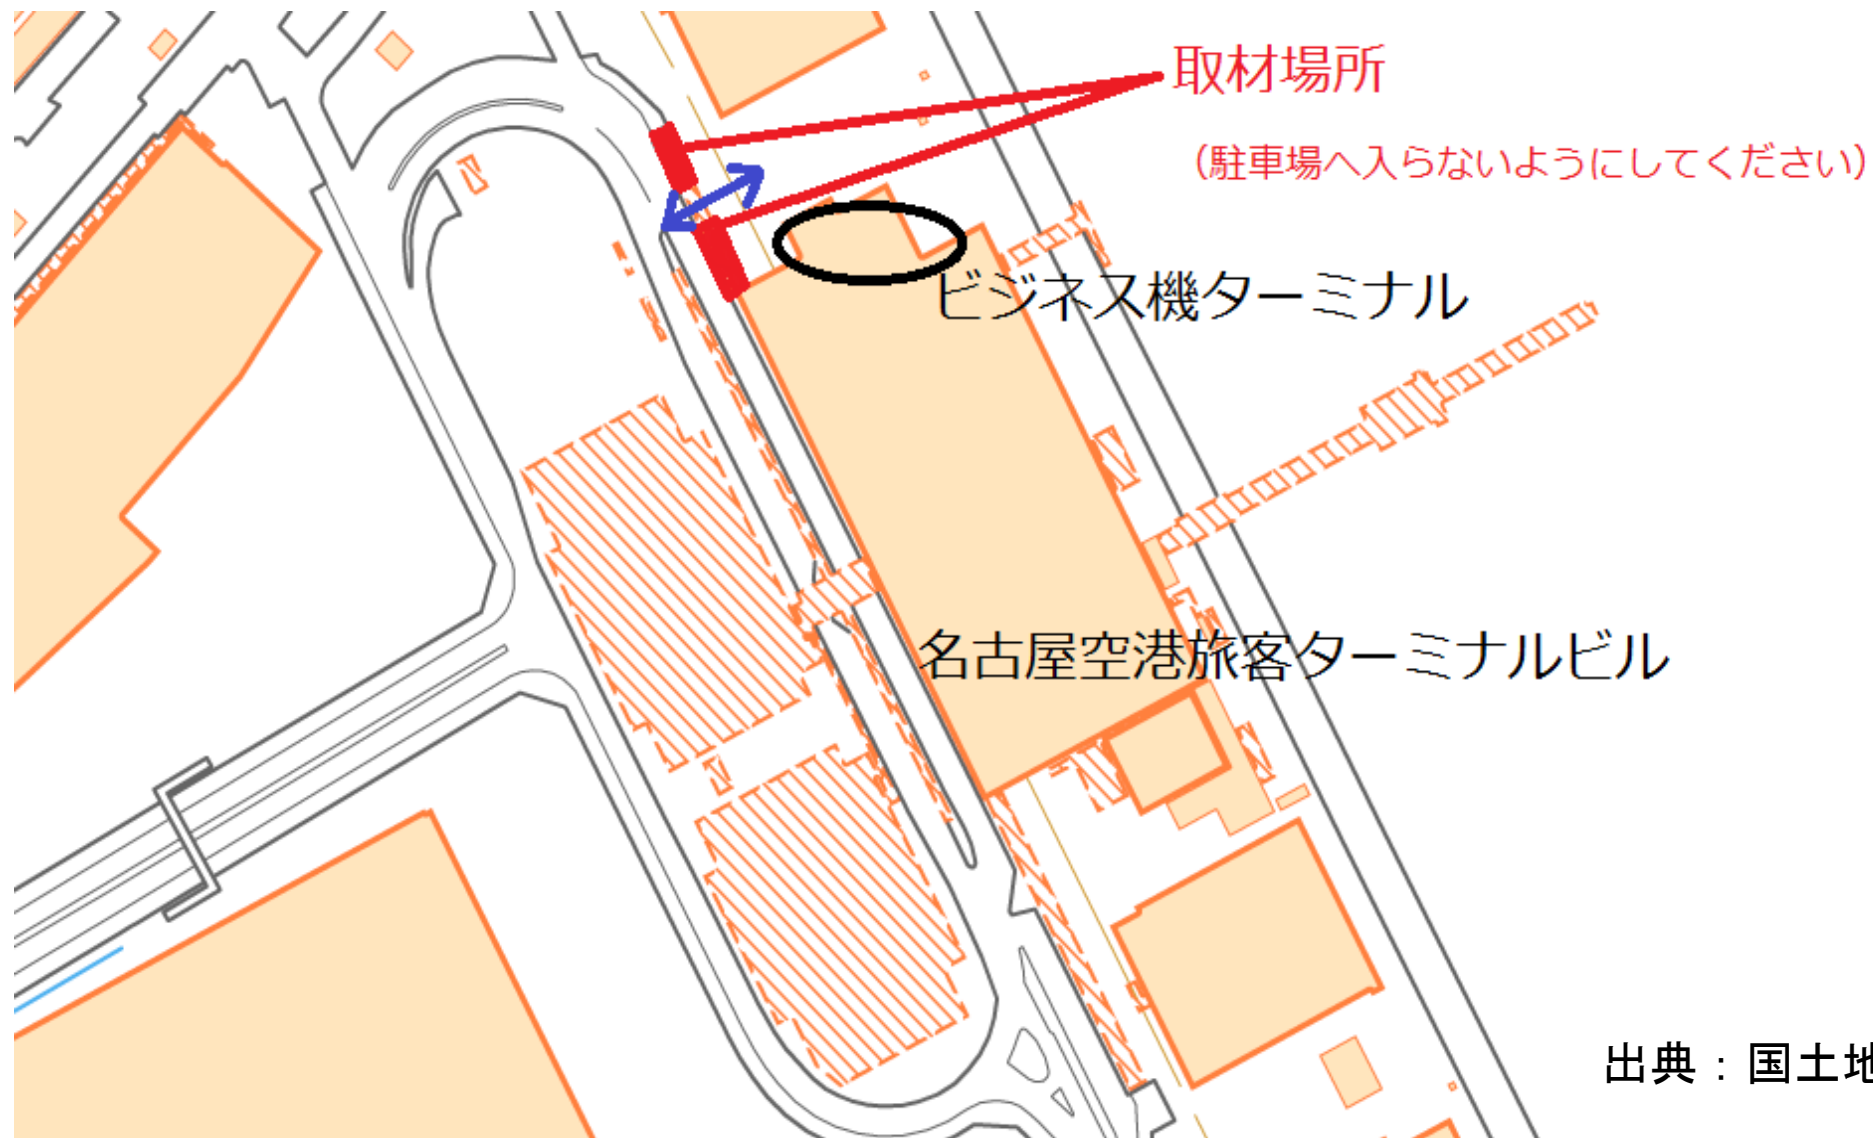 取材場所
（駐車場へ入らないようにしてください）
ビジネス機ターミナル
名古屋空港旅客ターミナルビル
出典：国土地